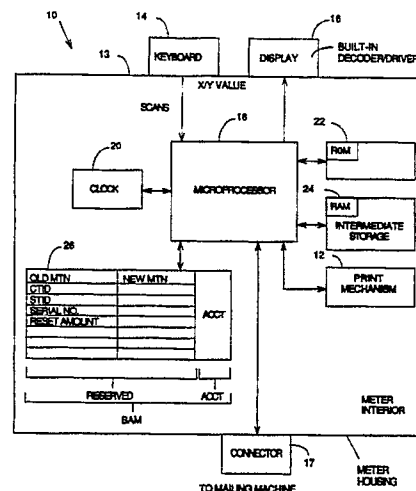 10
14
16
13
KEYBOARD
DISPLAY
BUILT-IN
DECODER/DRIVER
X/Y VALUE
SCANS
18
20
CLOCK
MICROPROCESSOR
22
ROM
24
RAM
INTERMEDIATE
STORAGE
12
PRINT
MECHANISM
26
OLD MTN NEW MTN
CTID
STID
SERIAL NO.
RESET AMOUNT
ACCT
RESERVED ACCT
BAM
METER
INTERIOR
CONNECTOR
17
METER
HOUSING
TO MAILING MACHINE